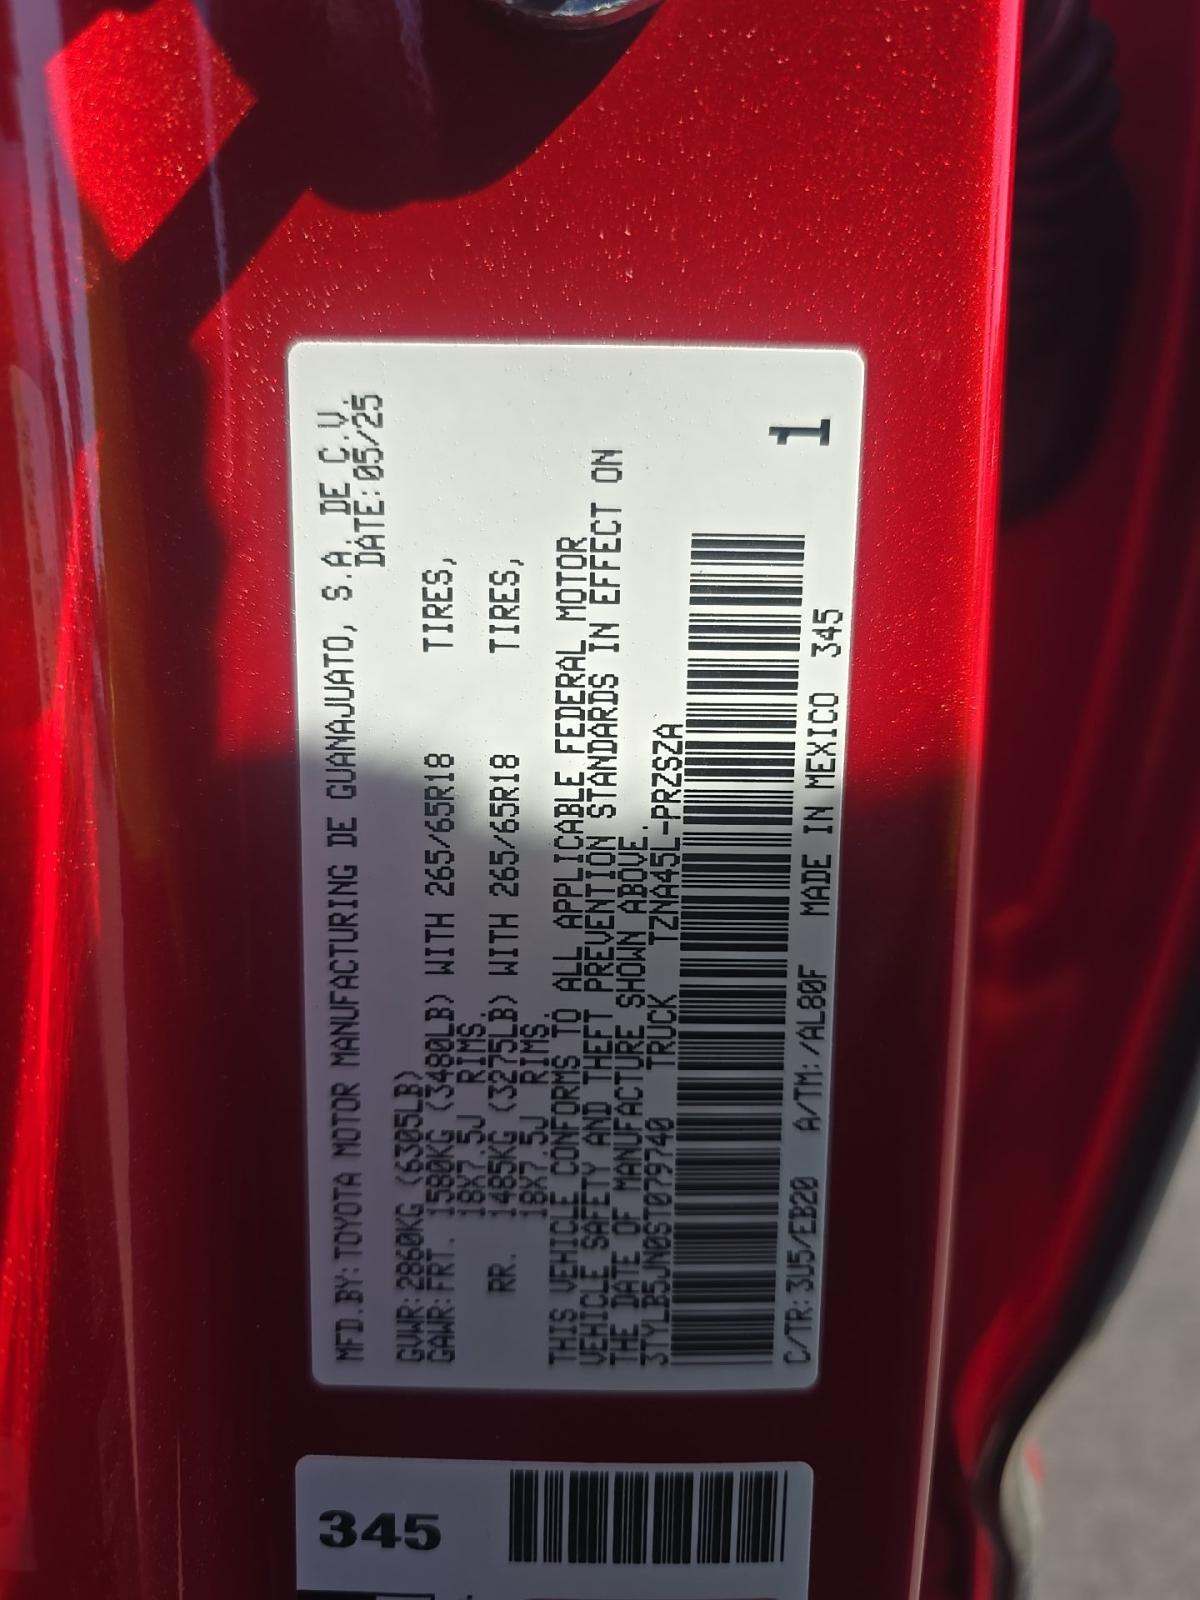 MFD.BY:TOYOTA MOTOR MANUFACTURING DE GUANAJUATO, S.A. DE C.V.
DATE:05/25
GVWR:2860KG (6305LB)
GAWR:FRT. 1580KG (3480LB) WITH 265/65R18 TIRES,
18X7.5J RIMS.
RR. 1485KG (3275LB) WITH 265/65R18 TIRES,
18X7.5J RIMS.
THIS VEHICLE CONFORMS TO ALL APPLICABLE FEDERAL MOTOR
VEHICLE SAFETY AND THEFT PREVENTION STANDARDS IN EFFECT ON
THE DATE OF MANUFACTURE SHOWN ABOVE.
3TYLB5JN0ST079740 TRUCK TZNA45L-PRZSZA
1
C/TR:3U5/EB20 A/TM:/AL80F MADE IN MEXICO 345
345